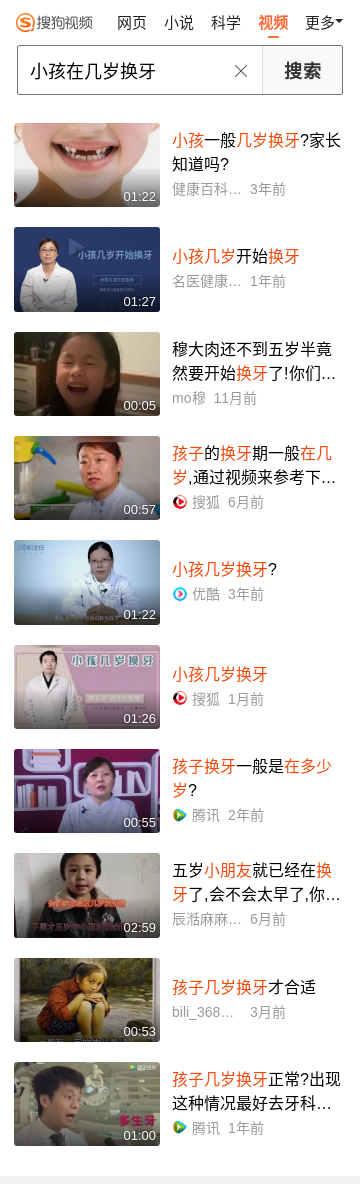 搜狗视频 网页 小说 科学 视频 更多
小孩在几岁换牙 搜索
小孩一般几岁换牙?家长
知道吗?
01:22
健康百科... 3年前
小孩几岁开始换牙
小孩几岁开始换牙
01:27
名医健康... 1年前
穆大肉还不到五岁半竟
然要开始换牙了!你们...
00:05
mo穆 11月前
孩子的换牙期一般在几
岁,通过视频来参考下...
00:57
搜狐 6月前
小孩几岁换牙?
01:22
优酷 3年前
小孩几岁换牙
小孩几岁换牙
01:26
搜狐 1月前
孩子换牙一般是在多少
岁?
00:55
腾讯 2年前
五岁小朋友就已经在换
牙了,会不会太早了,你...
02:59
辰湉麻麻... 6月前
孩子几岁换牙才合适
00:53
bili_368... 3月前
孩子几岁换牙正常?出现
这种情况最好去牙科...
多生牙
01:00
腾讯 1年前